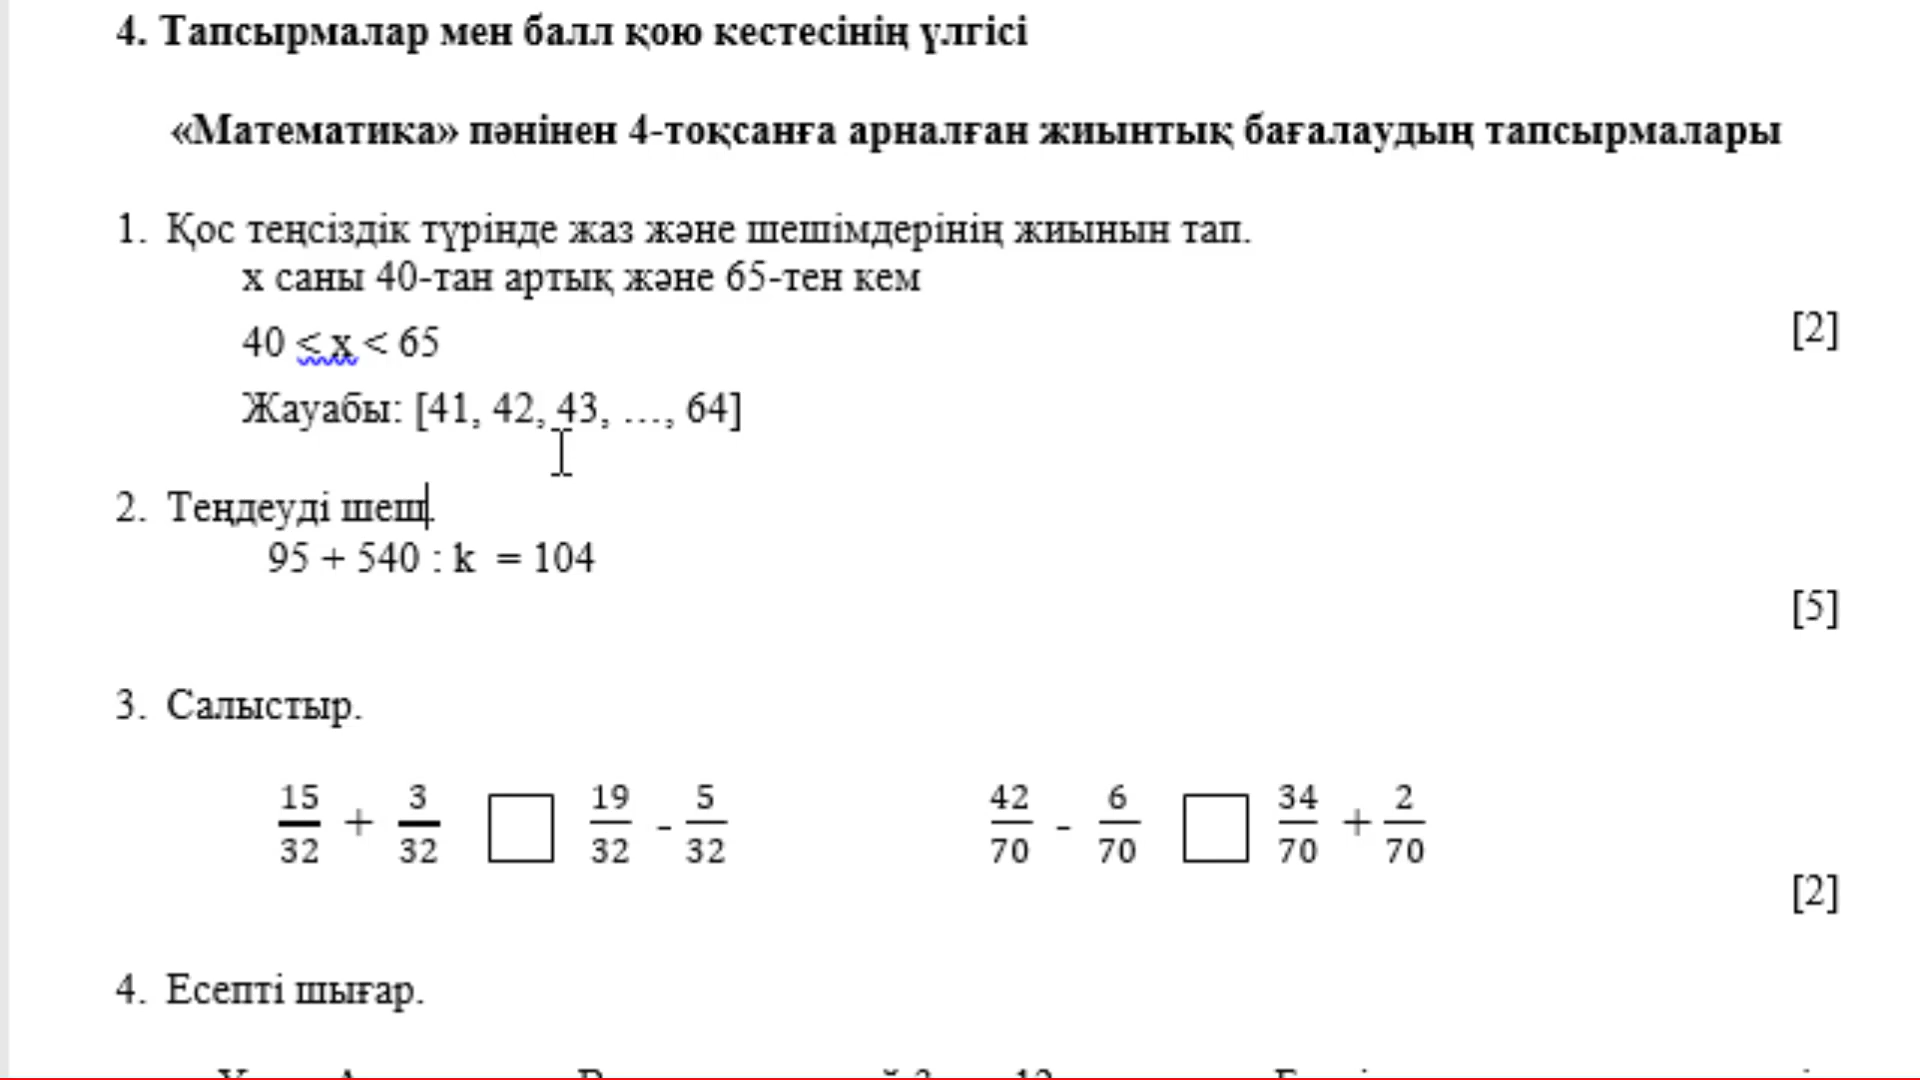 4. Тапсырмалар мен балл қою кестесінің үлгісі
«Математика» пәнінен 4-тоқсанға арналған жиынтық бағалаудың тапсырмалары
1. Қос теңсіздік түрінде жаз және шешімдерінің жиынын тап.
х саны 40-тан артық және 65-тен кем
40 < х < 65
[2]
Жауабы: [41, 42, 43, …, 64]
2. Теңдеуді шеш.
95 + 540 : k = 104
[5]
3. Салыстыр.
15/32 + 3/32 □ 19/32 - 5/32 42/70 - 6/70 □ 34/70 + 2/70
[2]
4. Есепті шығар.